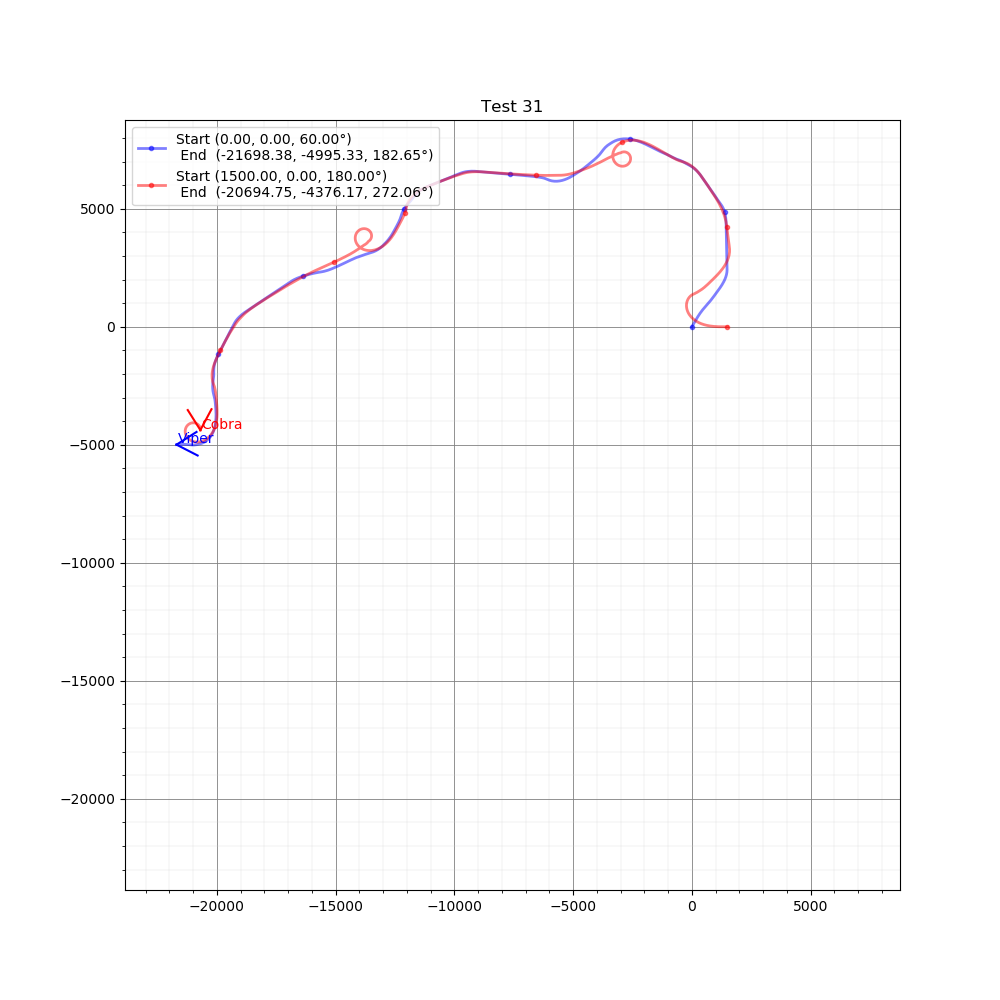 Test 31
Start (0.00, 0.00, 60.00°)
End  (-21698.38, -4995.33, 182.65°)
Start (1500.00, 0.00, 180.00°)
End  (-20694.75, -4376.17, 272.06°)
5000
0
−5000
−10000
−15000
−20000
Cobra
Viper
−20000
−15000
−10000
−5000
0
5000